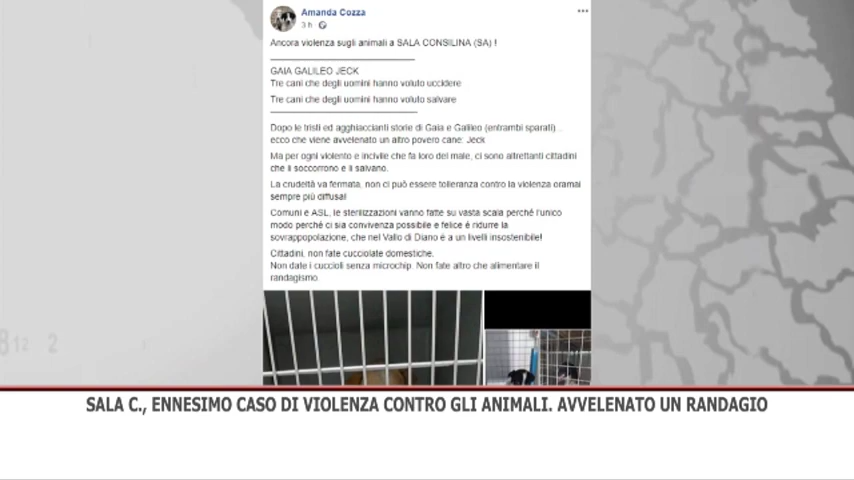 Amanda Cozza
3 h
Ancora violenza sugli animali a SALA CONSILINA (SA) !
GAIA GALILEO JECK
Tre cani che degli uomini hanno voluto uccidere
Tre cani che degli uomini hanno voluto salvare
Dopo le tristi ed agghiaccianti storie di Gaia e Galileo (entrambi sparati)...
ecco che viene avvelenato un altro povero cane: Jeck
Ma per ogni violento e incivile che fa loro del male, ci sono altrettanti cittadini
che li soccorrono e li salvano.
La crudeltà va fermata, non ci può essere tolleranza contro la violenza oramai
sempre più diffusa!
Comuni e ASL, le sterilizzazioni vanno fatte su vasta scala perché l'unico
modo perché ci sia convivenza possibile e felice è ridurre la
sovrappopolazione, che nel Vallo di Diano è a un livelli insostenibile!
Cittadini, non fate cucciolate domestiche.
Non date i cuccioli senza microchip. Non fate altro che alimentare il
randagismo.
812 2
SALA C., ENNESIMO CASO DI VIOLENZA CONTRO GLI ANIMALI. AVVELENATO UN RANDAGIO